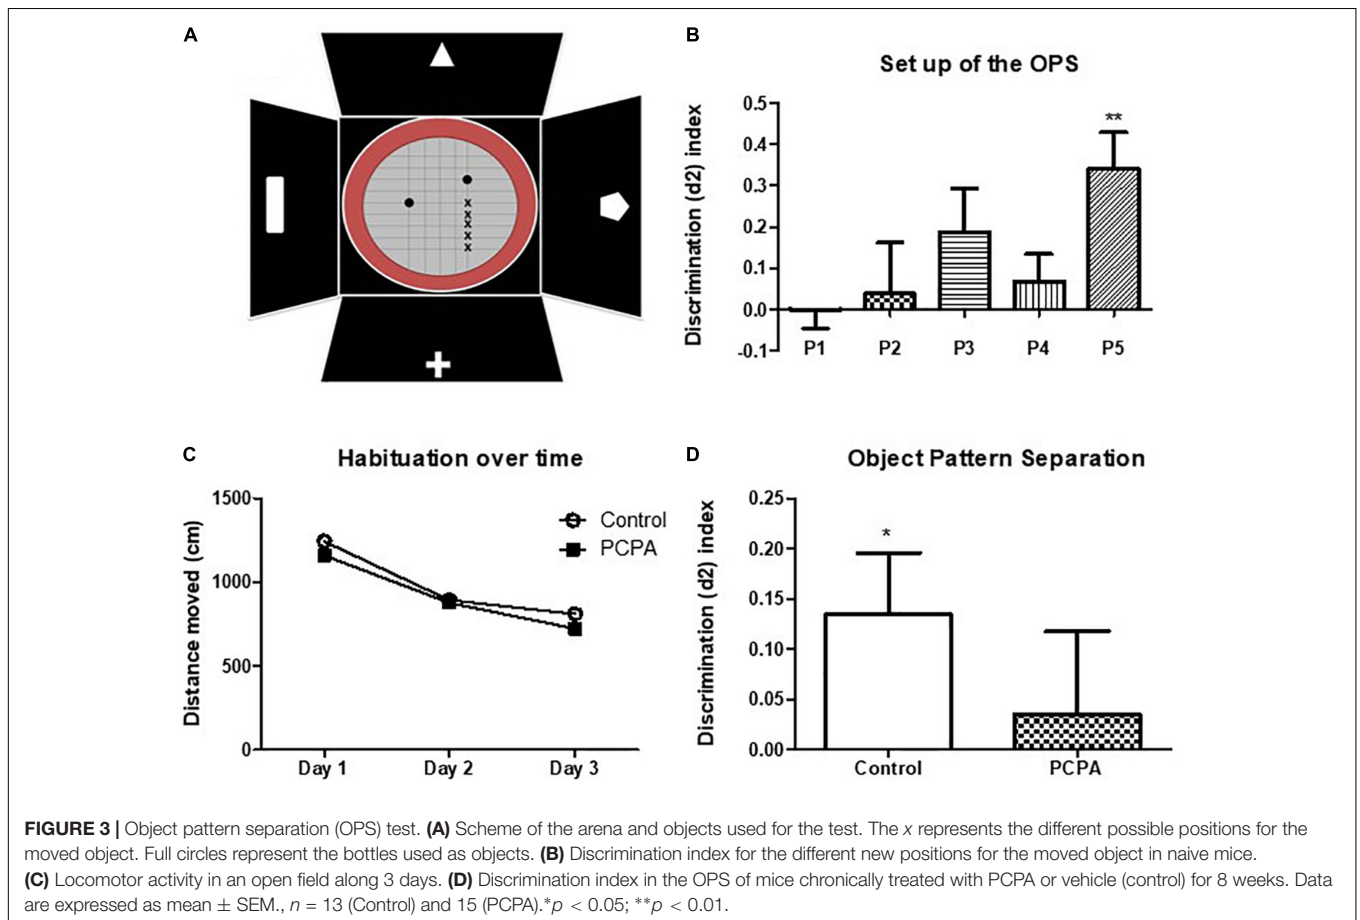 A
B
Set up of the OPS
Discrimination (d2) index
0.5
0.4
0.3
0.2
0.1
0.0
-0.1
**
P1 P2 P3 P4 P5
x
x
x
x
x
C
Habituation over time
Distance moved (cm)
1500
1000
500
0
Control
PCPA
Day 1 Day 2 Day 3
D
Object Pattern Separation
Discrimination (d2) index
0.25
0.20
0.15
0.10
0.05
0.00
*
Control PCPA
FIGURE 3 | Object pattern separation (OPS) test. (A) Scheme of the arena and objects used for the test. The x represents the different possible positions for the
moved object. Full circles represent the bottles used as objects. (B) Discrimination index for the different new positions for the moved object in naive mice.
(C) Locomotor activity in an open field along 3 days. (D) Discrimination index in the OPS of mice chronically treated with PCPA or vehicle (control) for 8 weeks. Data
are expressed as mean ± SEM., n = 13 (Control) and 15 (PCPA).*p < 0.05; **p < 0.01.